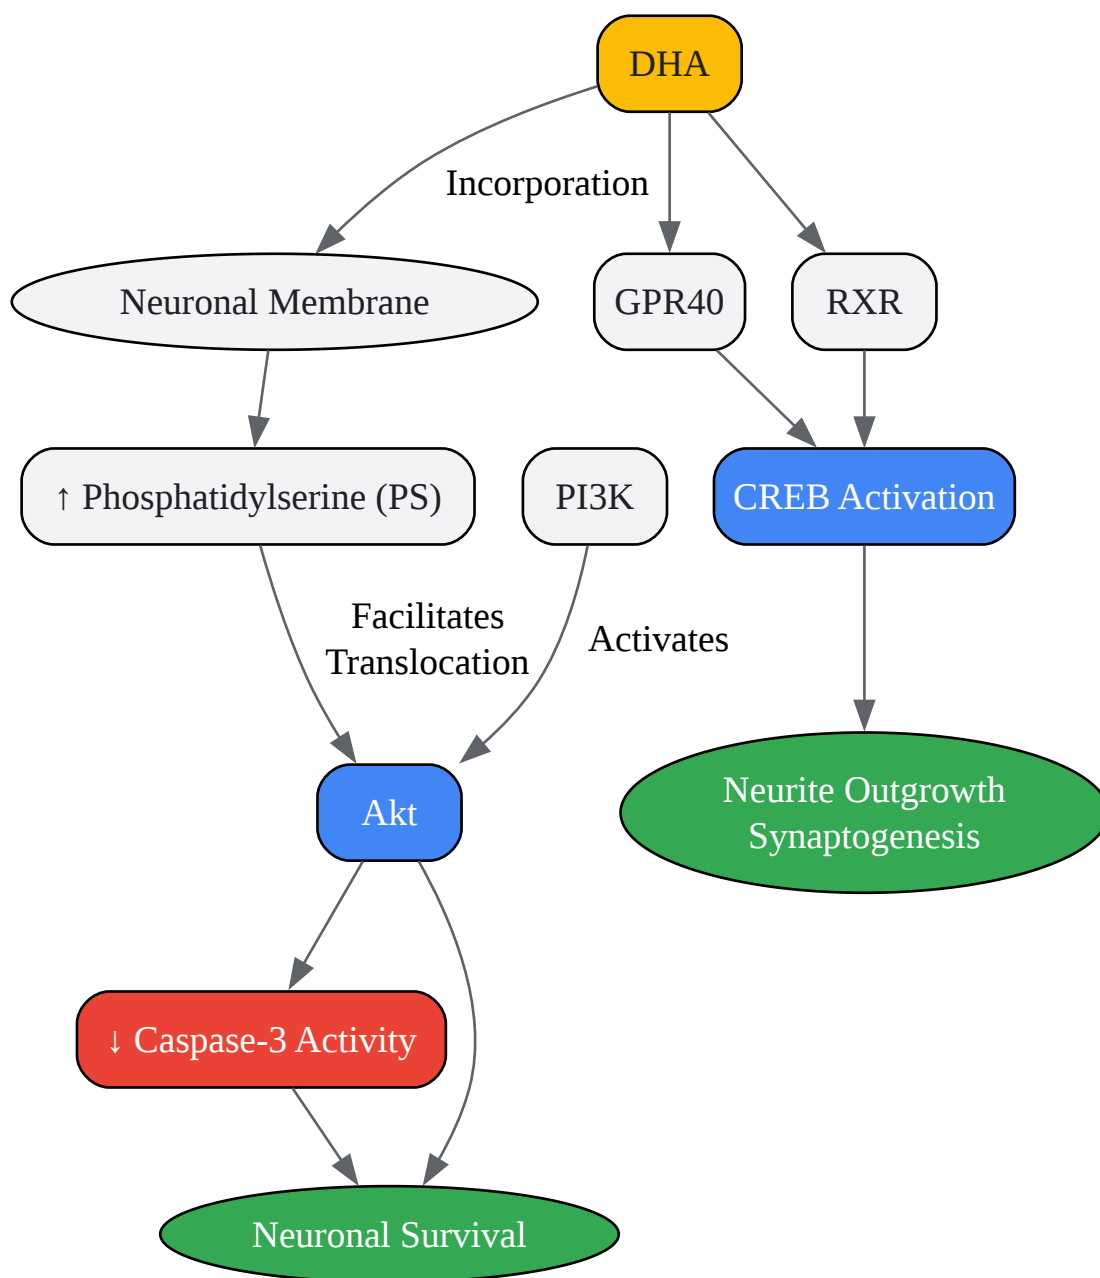 DHA
Incorporation
Neuronal Membrane
GPR40
RXR
↑ Phosphatidylserine (PS)
PI3K
CREB Activation
Facilitates
Translocation
Activates
Akt
Neurite Outgrowth
Synaptogenesis
↓ Caspase-3 Activity
Neuronal Survival